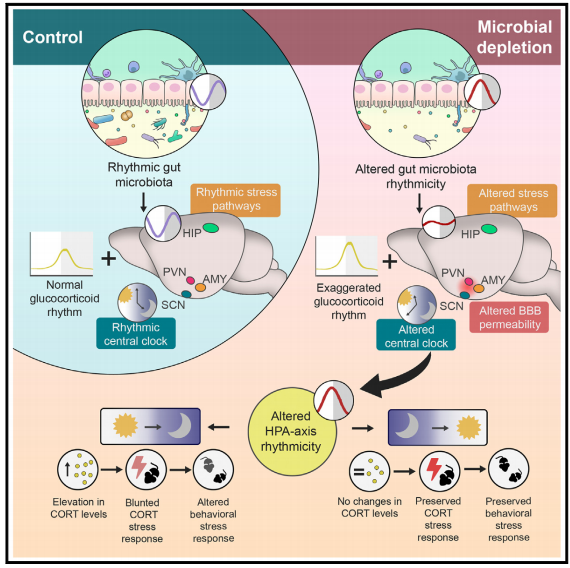 Control
Microbial
depletion
Rhythmic gut
microbiota
Altered gut microbiota
rhythmicity
Rhythmic stress
pathways
HIP
Normal
glucocorticoid
rhythm
+
PVN
AMY
SCN
Rhythmic
central clock
Altered stress
pathways
HIP
Exaggerated
glucocorticoid
rhythm
+
PVN
AMY
SCN
Altered BBB
permeability
Altered
central clock
Altered
HPA-axis
rhythmicity
Elevation in
CORT levels
Blunted
CORT
stress
response
Altered
behavioral
stress
response
=
No changes in
CORT levels
Preserved
CORT
stress
response
Preserved
behavioral
stress
response